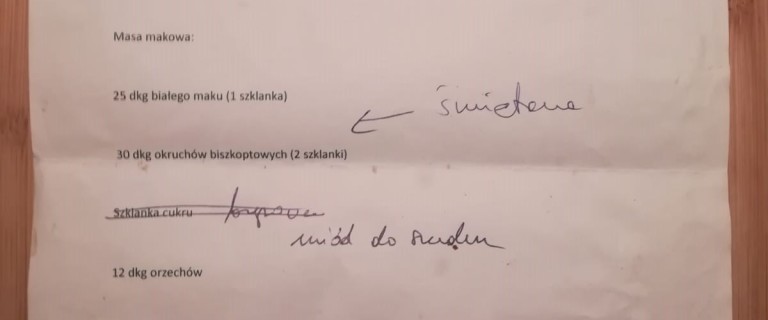 Masa makowa:
25 dkg białego maku (1 szklanka)
śmietana
30 dkg okruchów biszkoptowych (2 szklanki)
Szklanka cukru
miód do smaku
12 dkg orzechów